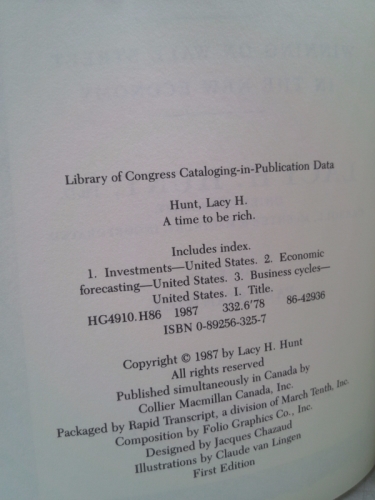 Library of Congress Cataloging-in-Publication Data
Hunt, Lacy H.
A time to be rich.
Includes index.
1. Investments—United States. 2. Economic
forecasting—United States. 3. Business cycles—
United States. I. Title.
HG4910.H86 1987 332.6'78 86-42936
ISBN 0-89256-325-7
Copyright © 1987 by Lacy H. Hunt
All rights reserved
Published simultaneously in Canada by
Collier Macmillan Canada, Inc.
Packaged by Rapid Transcript, a division of March Tenth, Inc.
Composition by Folio Graphics Co., Inc.
Designed by Jacques Chazaud
Illustrations by Claude van Lingen
First Edition